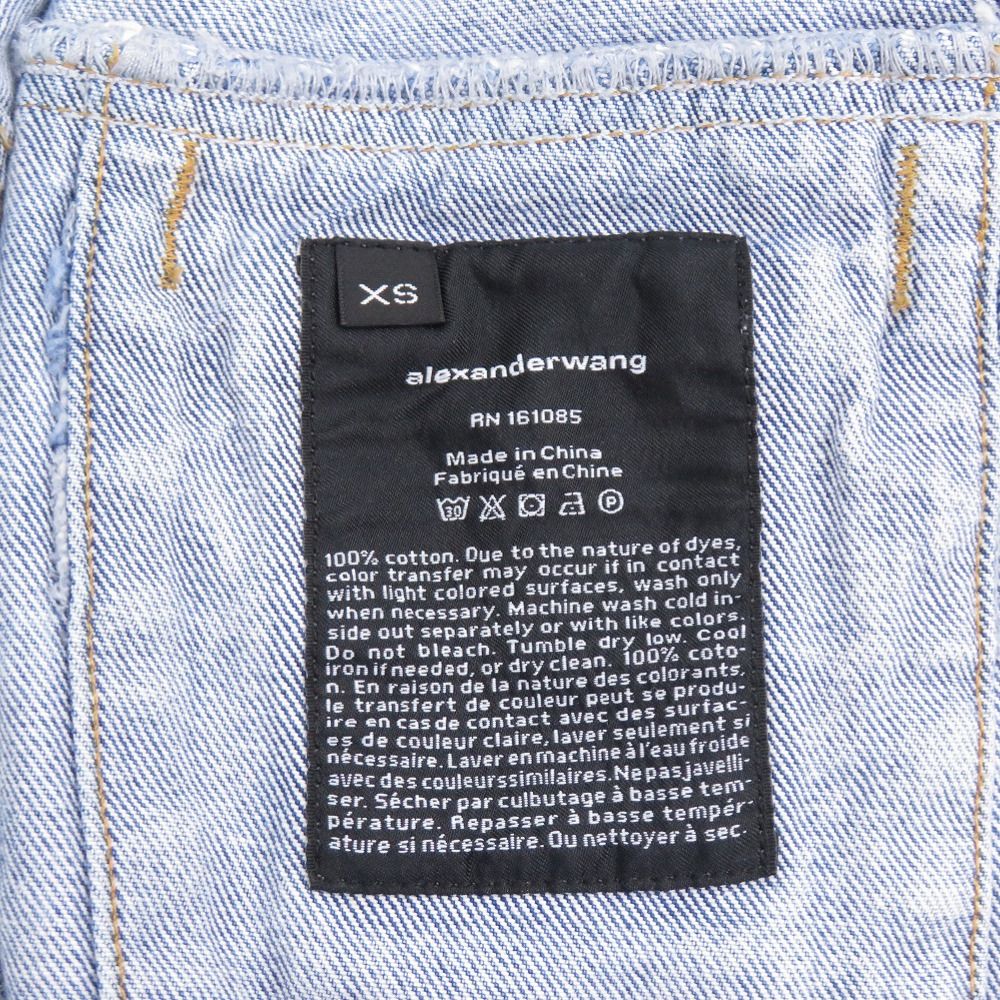 XS
alexanderwang
RN 161085
Made in China
Fabriqué en Chine
30 P
100% cotton. Due to the nature of dyes,
color transfer may occur if in contact
with light colored surfaces, wash only
when necessary. Machine wash cold in-
side out separately or with like colors.
Do not bleach. Tumble dry low. Cool
iron if needed, or dry clean. 100% coto-
n. En raison de la nature des colorants,
le transfert de couleur peut se produ-
ire en cas de contact avec des surfac-
es de couleur claire, laver seulement si
nécessaire. Laver en machine à l'eau froide
avec des couleurs similaires. Ne pas javelli-
ser. Sécher par culbutage à basse tem-
pérature. Repasser à basse tempér-
ature si nécessaire. Ou nettoyer à sec.